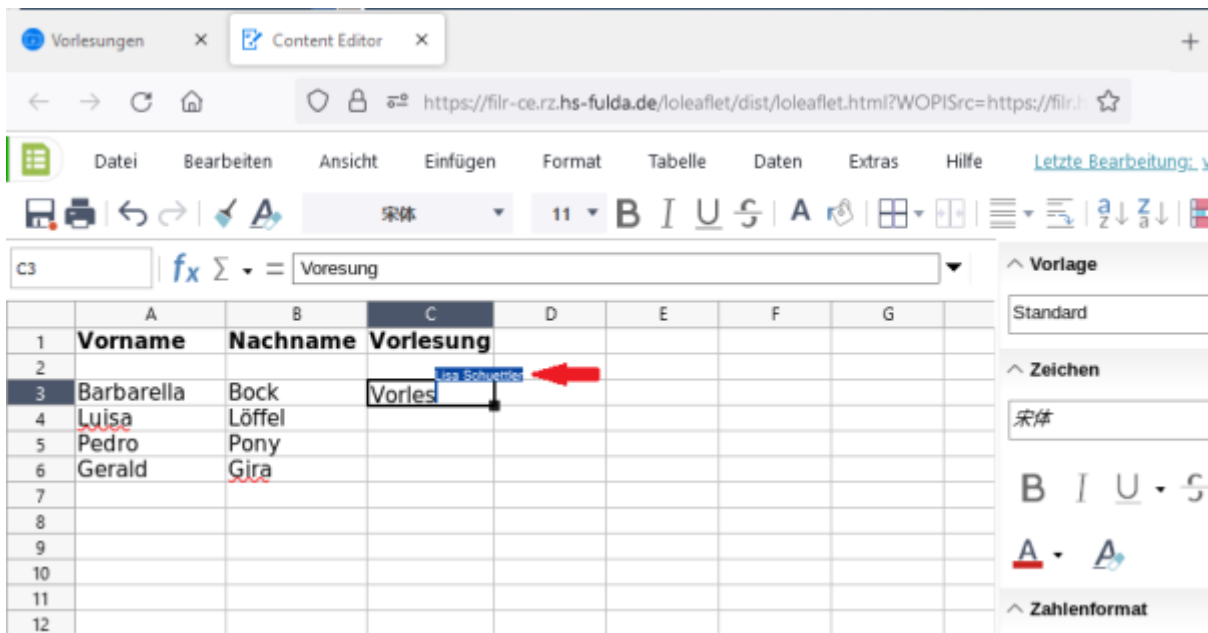 Vorlesungen × Content Editor × +
https://filr-ce.rz.hs-fulda.de/loleaflet/dist/loleaflet.html?WOPISrc=https://filr.h
Datei Bearbeiten Ansicht Einfügen Format Tabelle Daten Extras Hilfe Letzte Bearbeitung:
宋体 11 B I U S A
C3 fx Σ = Voresung
Vorlage
Standard
A B C D E F G
1 Vorname Nachname Vorlesung
2
Lisa Schuettler
Zeichen
3 Barbarella Bock Vorles
4 Luisa Löffel
宋体
5 Pedro Pony
6 Gerald Gira
7
B I U S
8
9
A A
10
11
Zahlenformat
12